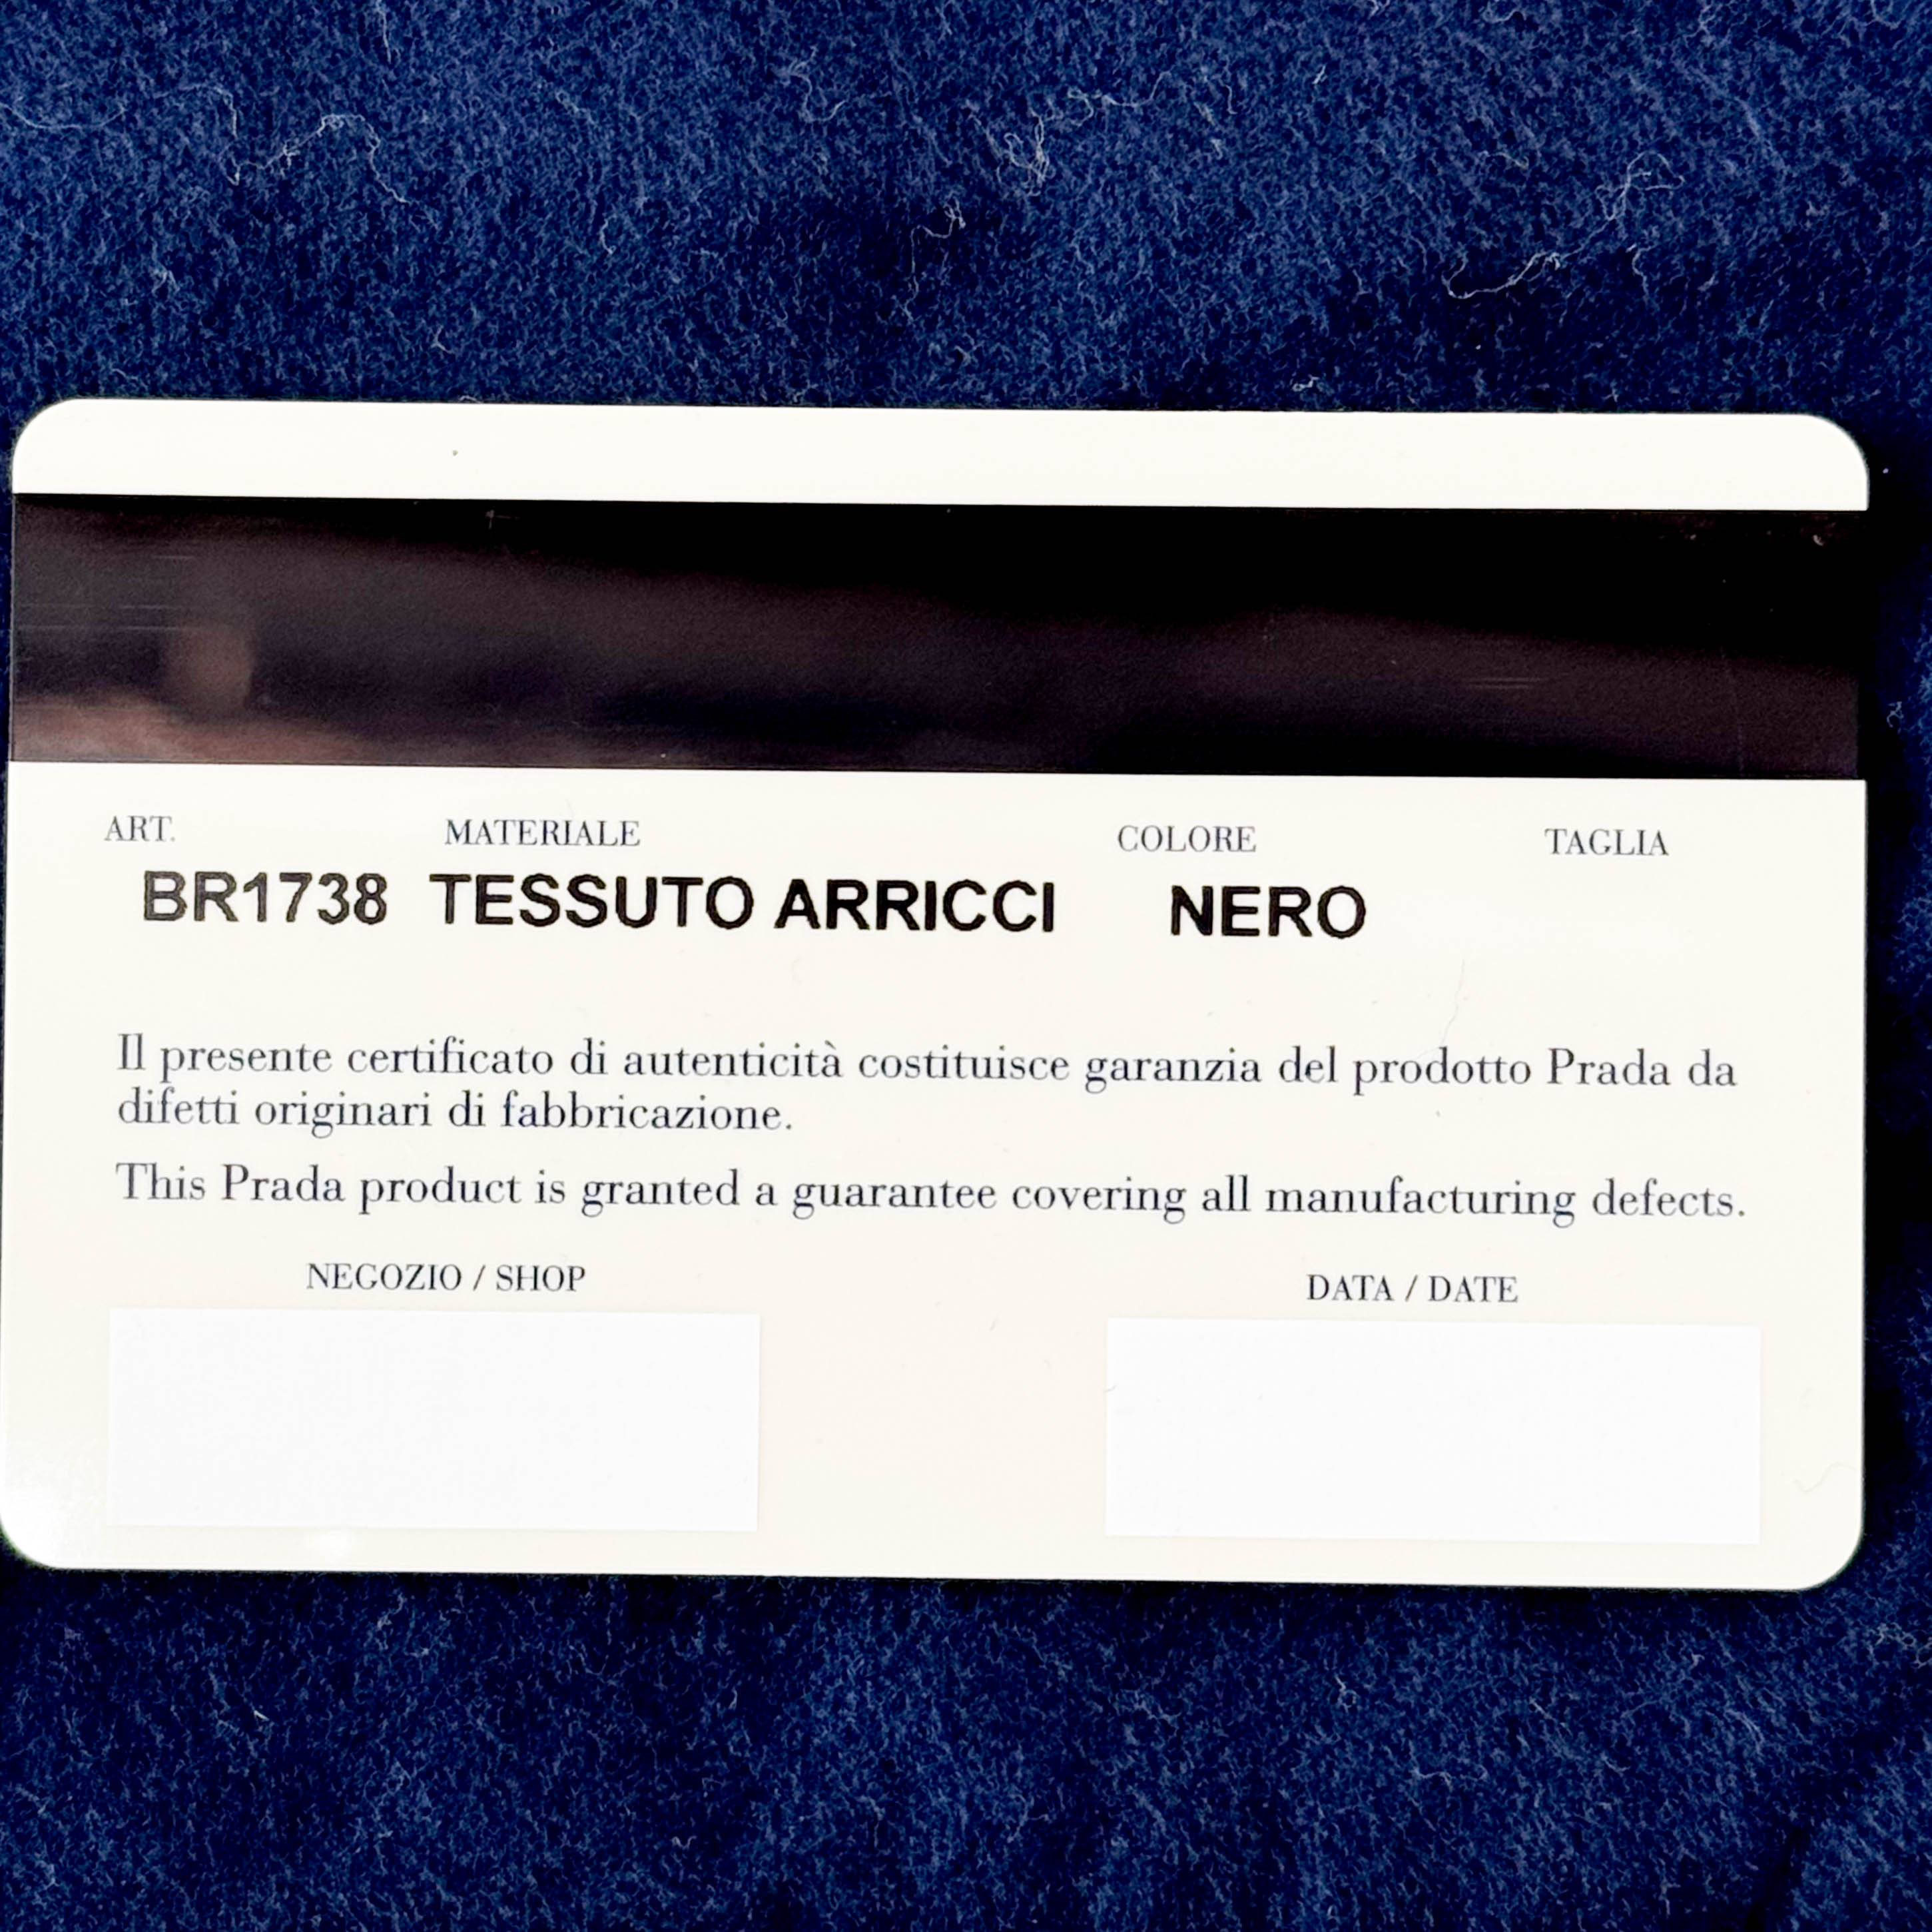 ART. MATERIALE COLORE TAGLIA
BR1738 TESSUTO ARRICCI NERO
Il presente certificato di autenticità costituisce garanzia del prodotto Prada da
difetti originari di fabbricazione.
This Prada product is granted a guarantee covering all manufacturing defects.
NEGOZIO / SHOP DATA / DATE